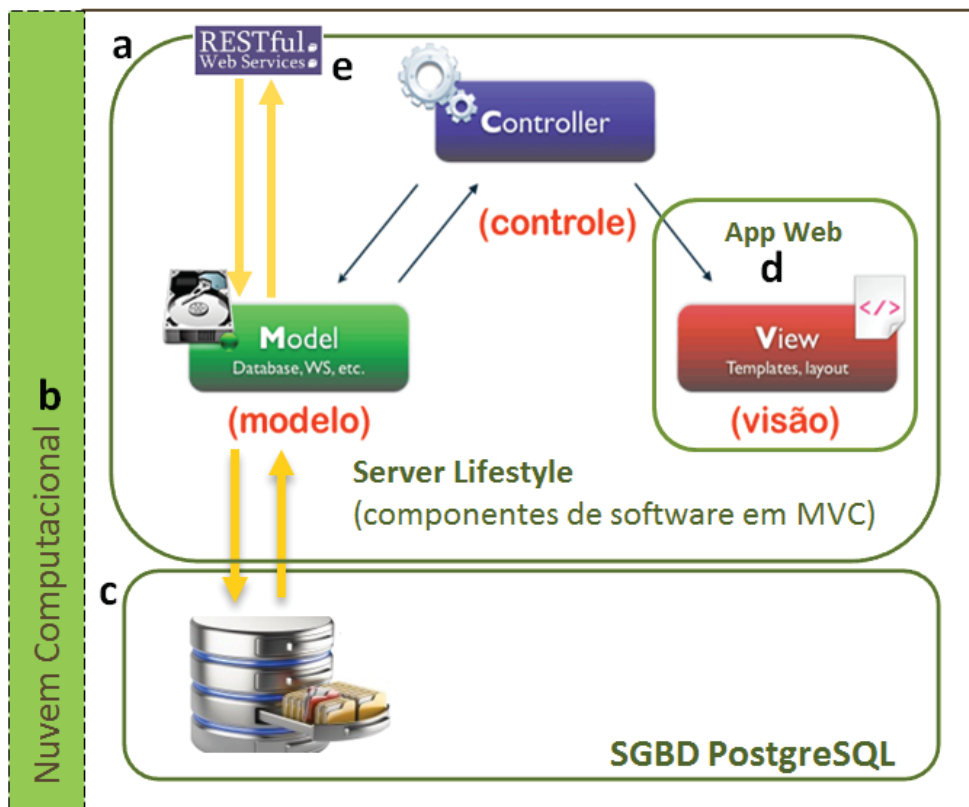 a
RESTful
Web Services
e
Controller
(controle)
App Web
d
</>
Model
Database, WS, etc.
(modelo)
View
Templates, layout
(visão)
b
Nuvem Computacional
Server Lifestyle
(componentes de software em MVC)
c
SGBD PostgreSQL